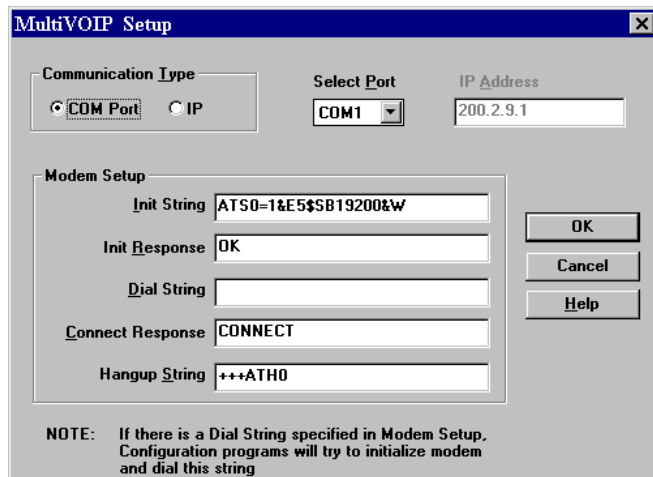 MultiVOIP Setup
Communication Type
COM Port
IP
Select Port
COM1
IP Address
200.2.9.1
Modem Setup
Init String ATS0=1&E5$SB19200&W
Init Response OK
Dial String
Connect Response CONNECT
Hangup String +++ATH0
OK
Cancel
Help
NOTE: If there is a Dial String specified in Modem Setup,
Configuration programs will try to initialize modem
and dial this string